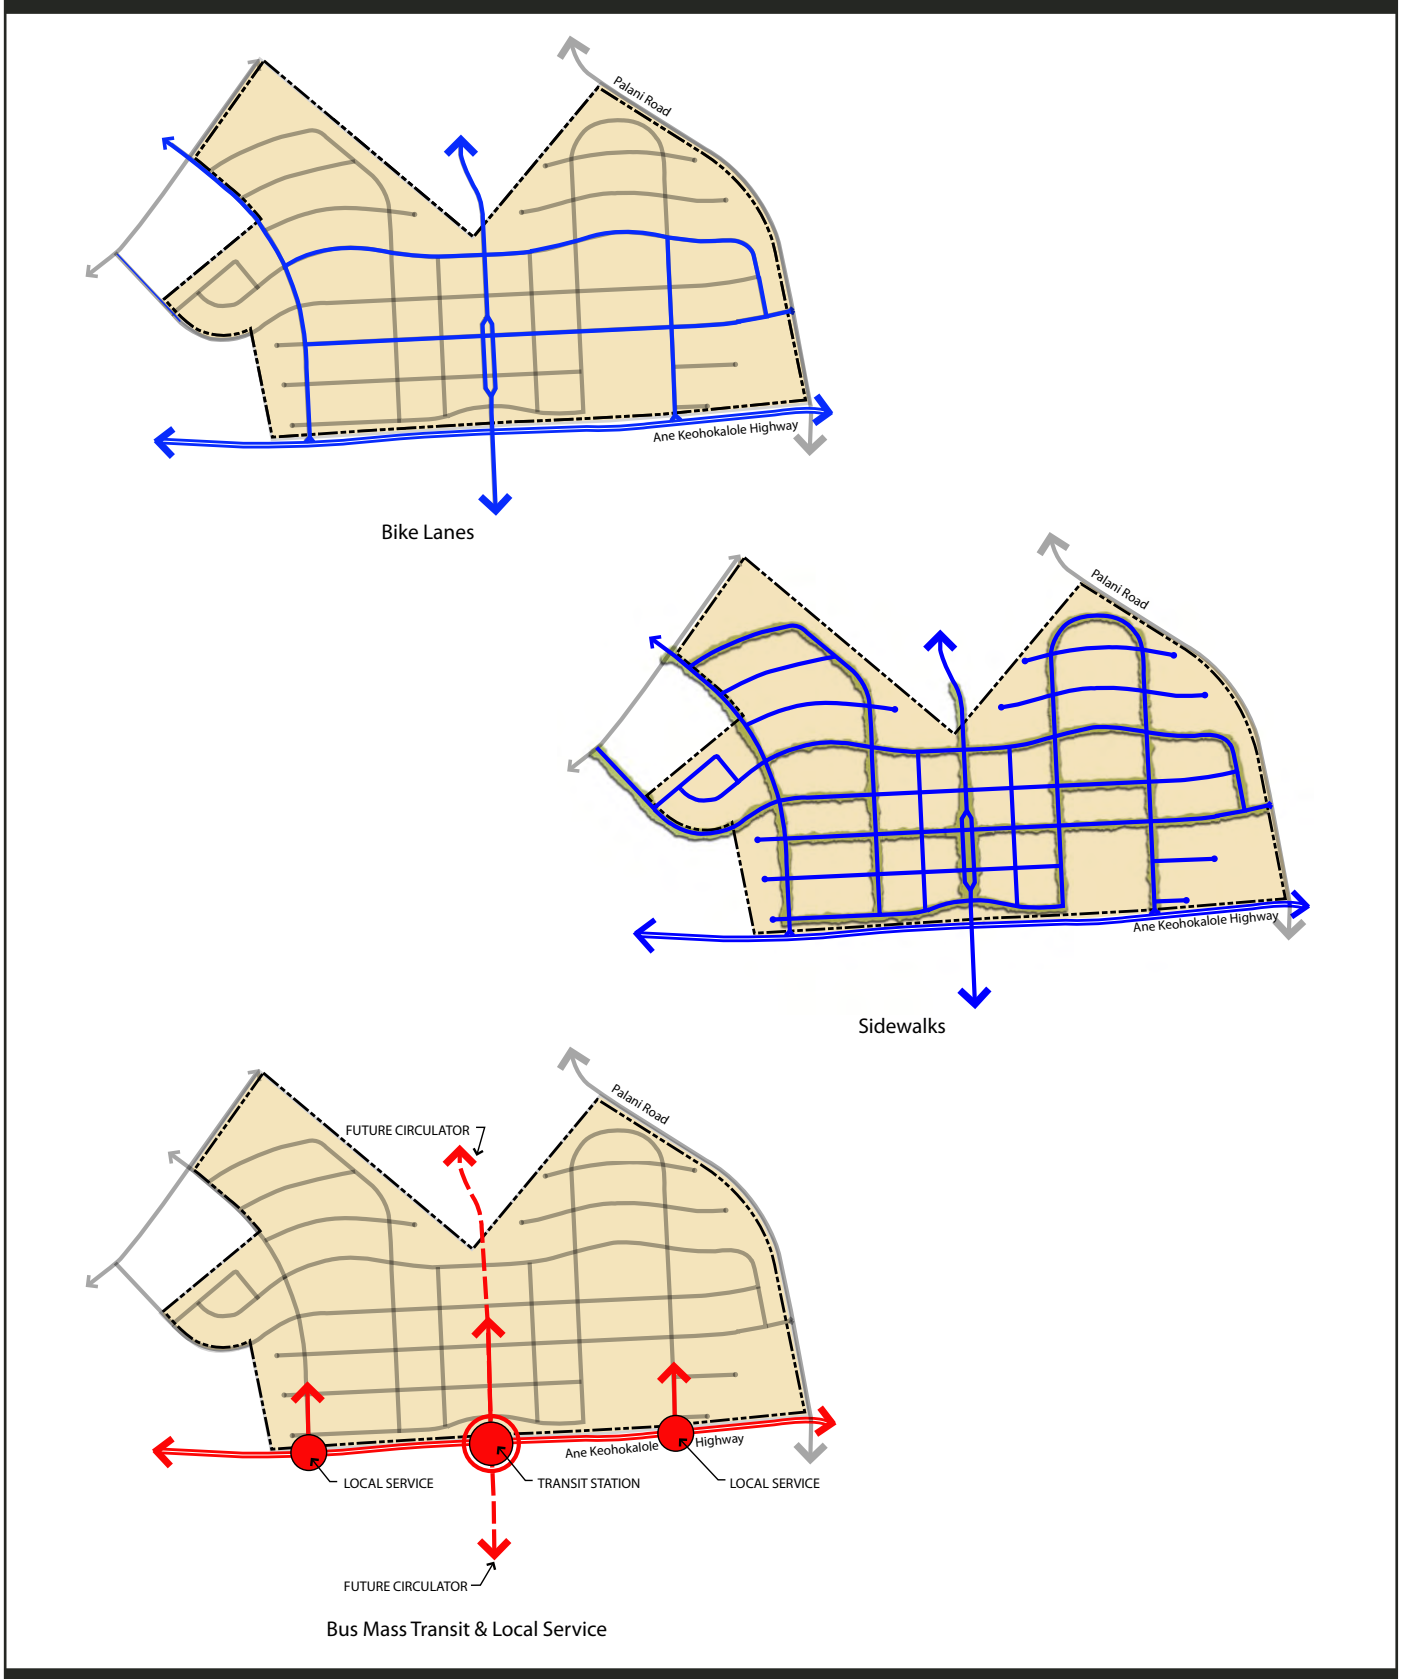 Palani Road
Ane Keohokalole Highway
Bike Lanes
Palani Road
Ane Keohokalole Highway
Sidewalks
Palani Road
FUTURE CIRCULATOR
Ane Keohokalole Highway
LOCAL SERVICE
TRANSIT STATION
LOCAL SERVICE
FUTURE CIRCULATOR
Bus Mass Transit & Local Service